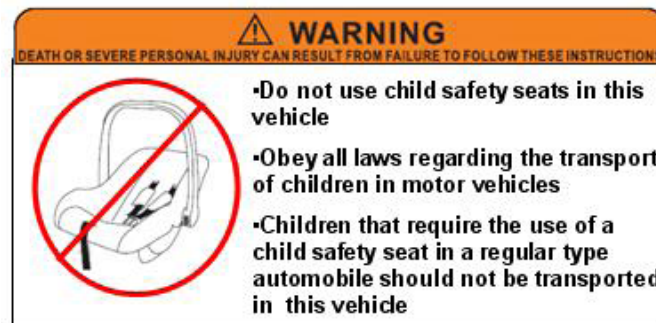 WARNING
DEATH OR SEVERE PERSONAL INJURY CAN RESULT FROM FAILURE TO FOLLOW THESE INSTRUCTIONS
•Do not use child safety seats in this
vehicle
•Obey all laws regarding the transport
of children in motor vehicles
•Children that require the use of a
child safety seat in a regular type
automobile should not be transported
in this vehicle